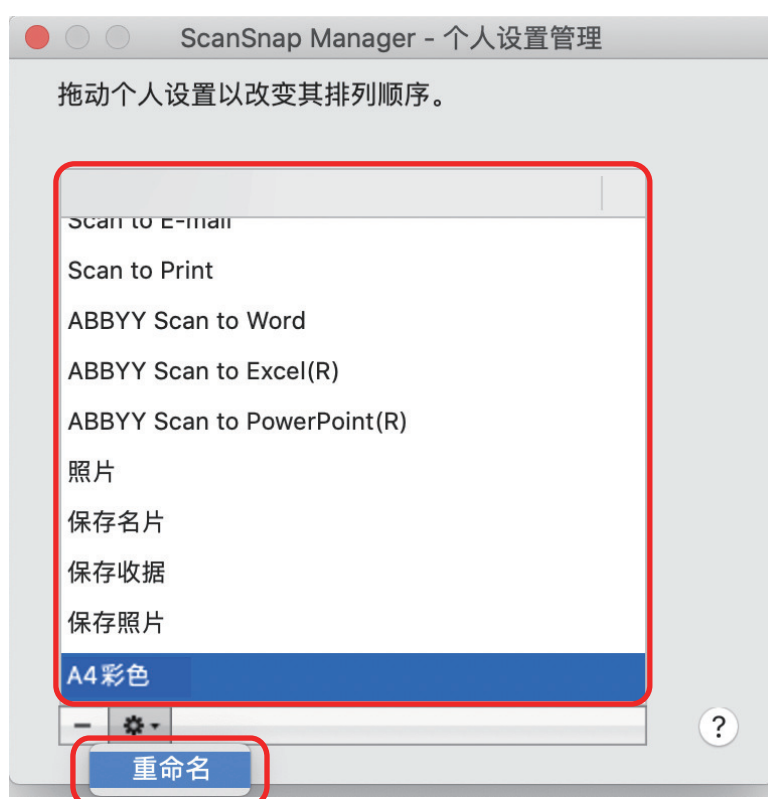 ScanSnap Manager - 个人设置管理
拖动个人设置以改变其排列顺序。
Scan to E-mail
Scan to Print
ABBYY Scan to Word
ABBYY Scan to Excel(R)
ABBYY Scan to PowerPoint(R)
照片
保存名片
保存收据
保存照片
A4彩色
?
重命名